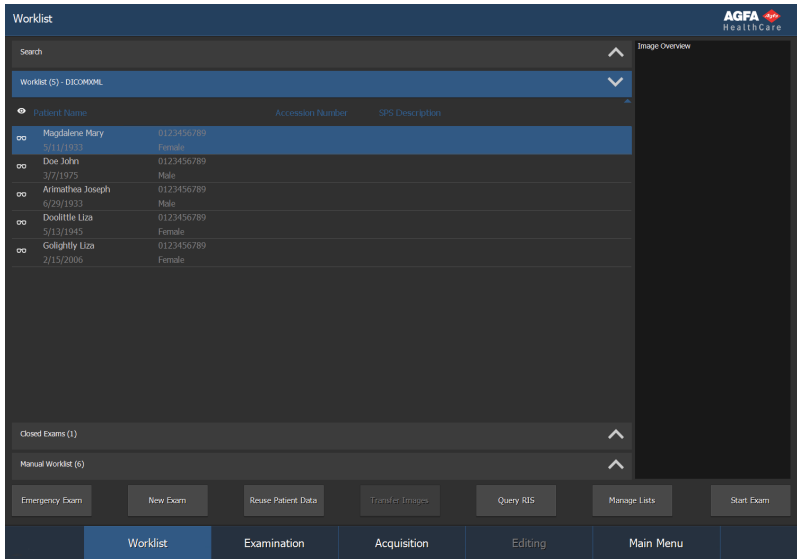 Worklist
AGFA
HealthCare
Search
Image Overview
Worklist (5) - DICOMXML
Patient Name Accession Number SPS Description
Magdalene Mary 0123456789
5/11/1933 Female
Doe John 0123456789
3/7/1975 Male
Arimathea Joseph 0123456789
6/29/1933 Male
Doolittle Liza 0123456789
5/13/1945 Female
Golightly Liza 0123456789
2/15/2006 Female
Closed Exams (1)
Manual Worklist (6)
Emergency Exam New Exam Reuse Patient Data Transfer Images Query RIS Manage Lists Start Exam
Worklist Examination Acquisition Editing Main Menu